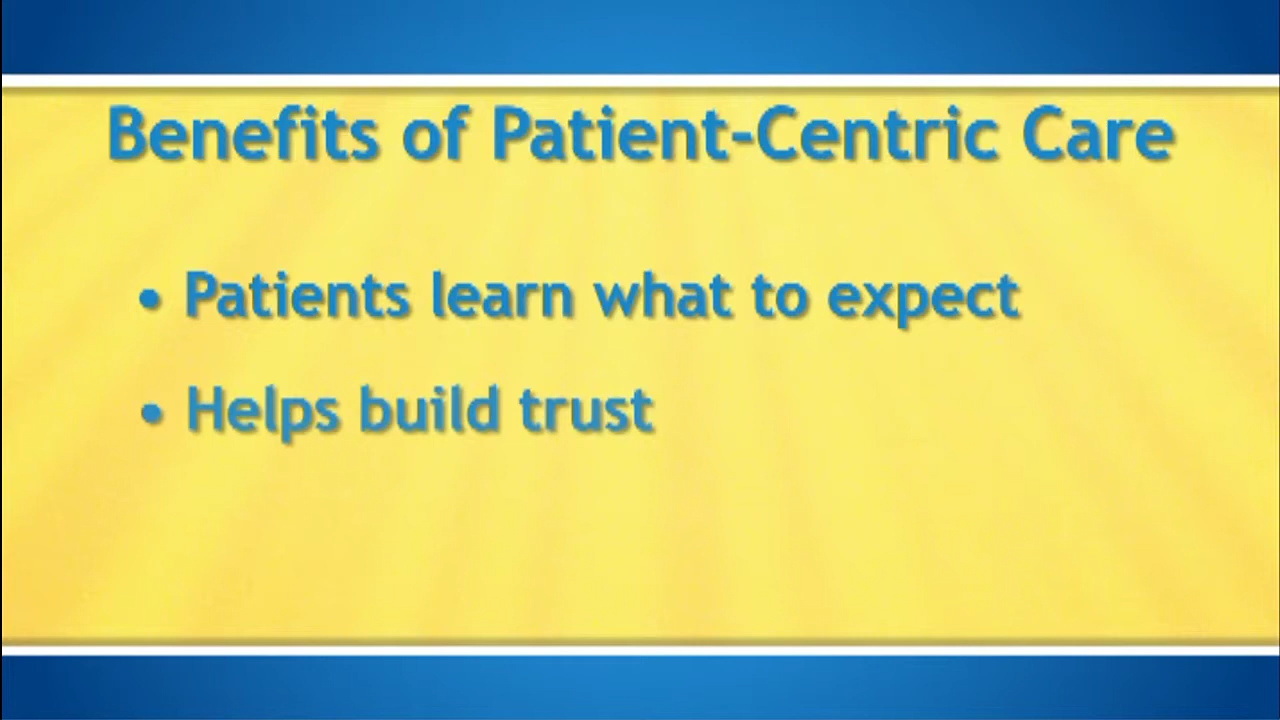 Benefits of Patient-Centric Care
• Patients learn what to expect
• Helps build trust